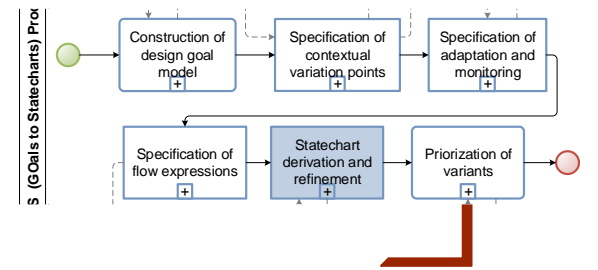 S (GOals to Statecharts) Pro
Construction of
design goal
model
Specification of
contextual
variation points
Specification of
adaptation and
monitoring
Specification of
flow expressions
Statechart
derivation and
refinement
Priorization of
variants